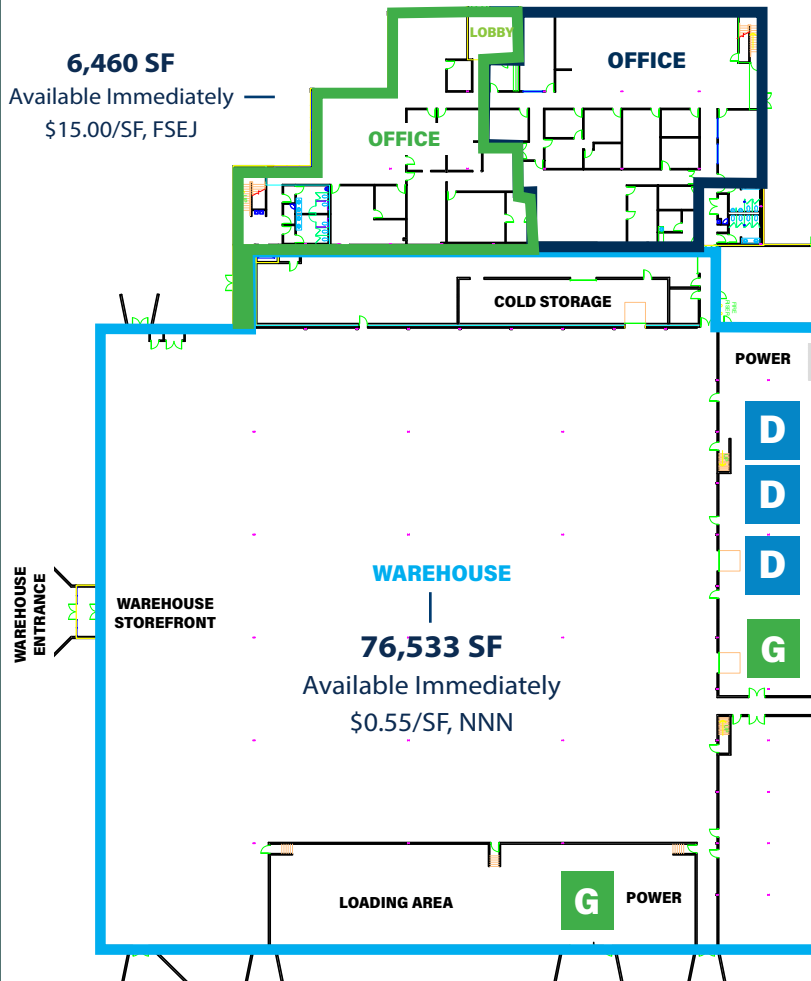 LOBBY
6,460 SF
Available Immediately
$15.00/SF, FSEJ
OFFICE
OFFICE
COLD STORAGE
POWER
D
D
D
G
WAREHOUSE
ENTRANCE
WAREHOUSE
STOREFRONT
WAREHOUSE
76,533 SF
Available Immediately
$0.55/SF, NNN
LOADING AREA
G
POWER